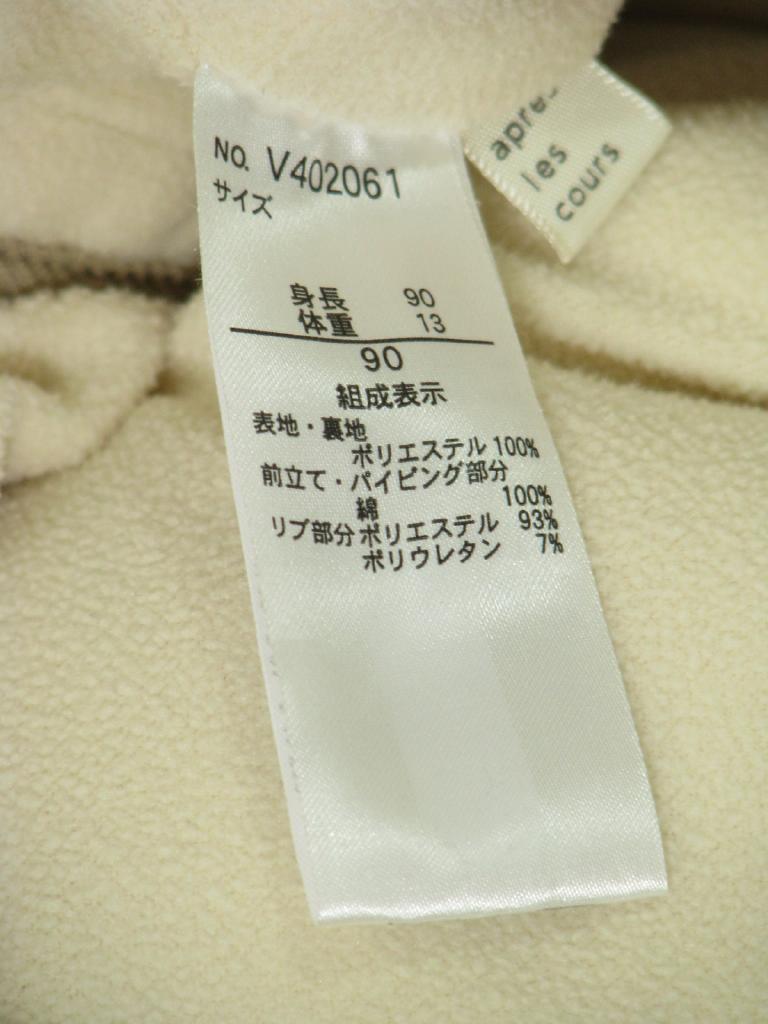 NO. V402061
サイズ
身長 90
体重 13
90
組成表示
表地・裏地
ポリエステル 100%
前立て・パイピング部分
綿 100%
リブ部分 ポリエステル 93%
ポリウレタン 7%
les
cours